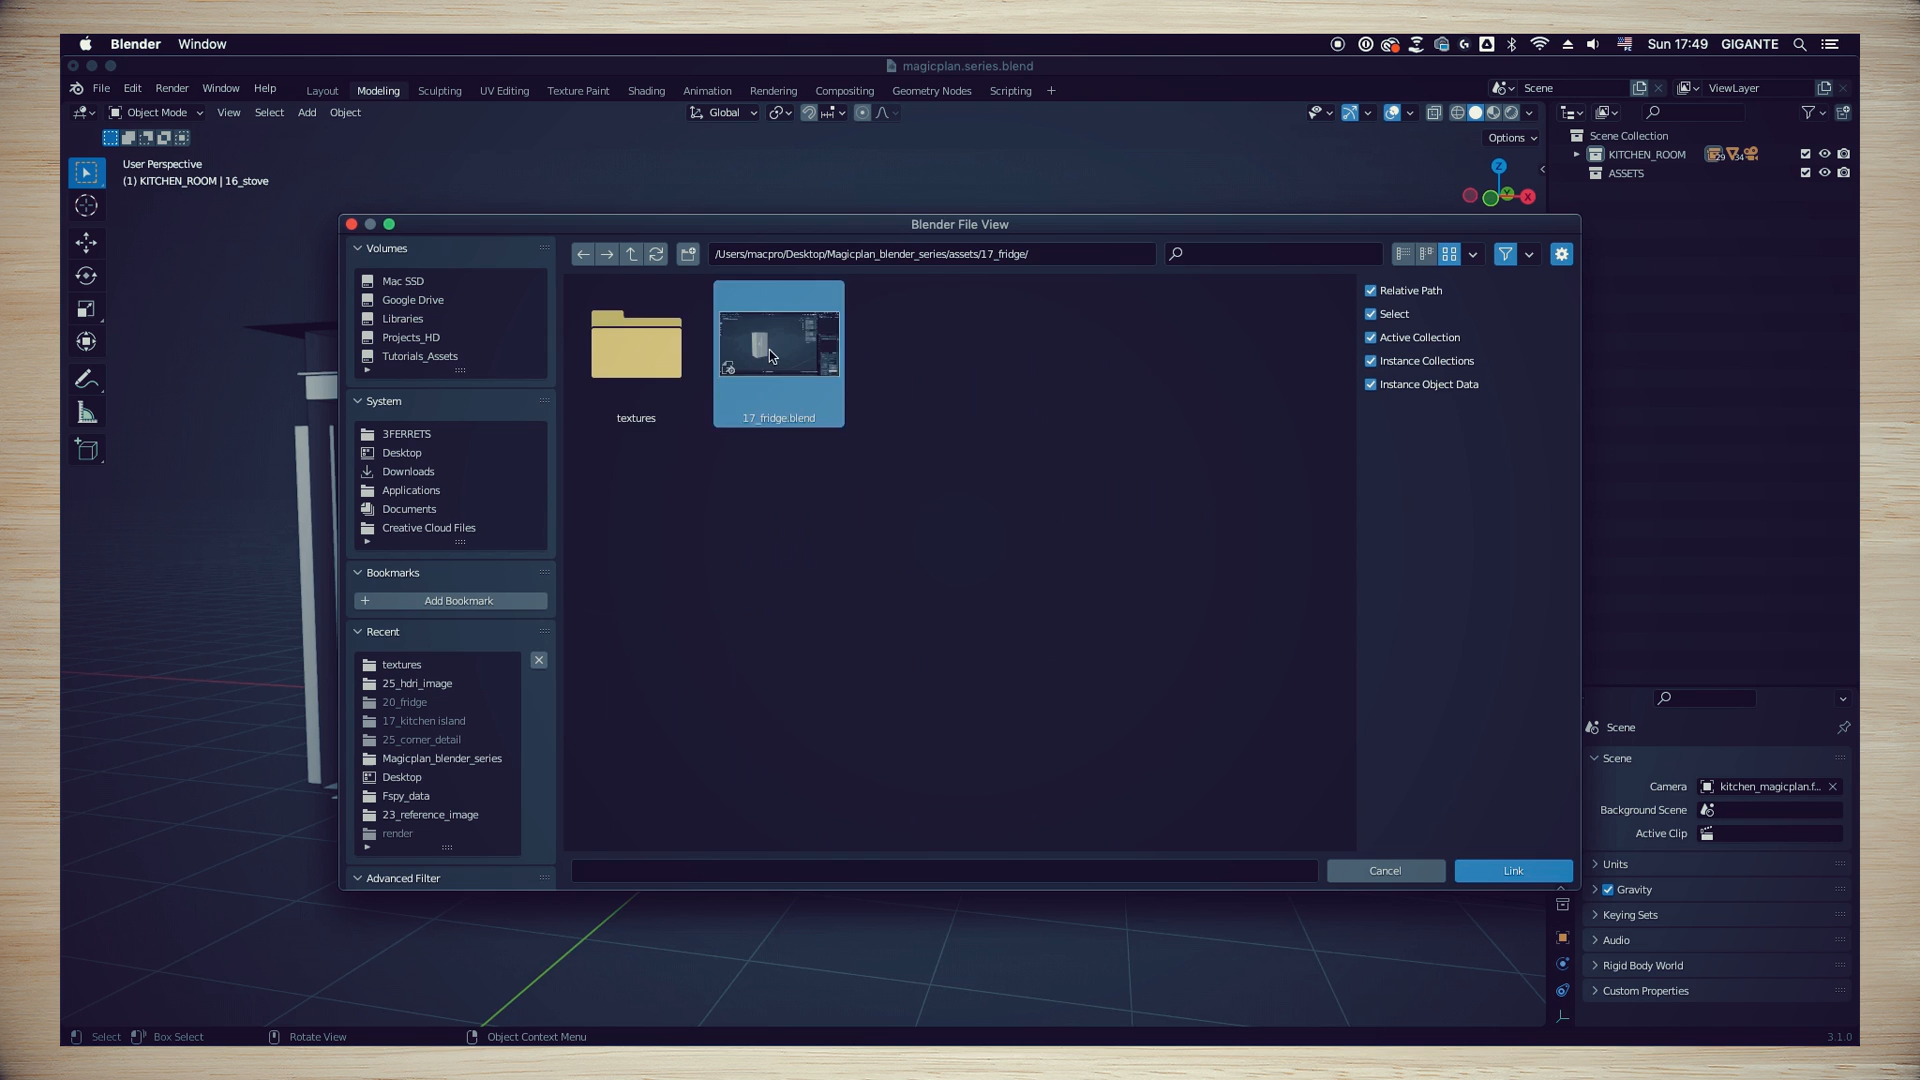 Blender Window
Sun 17:49 GIGANTE
magicplan.series.blend
File Edit Render Window Help
Layout Modeling Sculpting UV Editing Texture Paint Shading Animation Rendering Compositing Geometry Nodes Scripting +
Scene
ViewLayer
Object Mode View Select Add Object
Global
Options
User Perspective
(1) KITCHEN_ROOM | 16_stove
Z
Y
X
Scene Collection
KITCHEN_ROOM
29
34
ASSETS
Blender File View
Volumes
Mac SSD
Google Drive
Libraries
Projects_HD
Tutorials_Assets
System
3FERRETS
Desktop
Downloads
Applications
Documents
Creative Cloud Files
Bookmarks
+ Add Bookmark
Recent
textures
25_hdri_image
20_fridge
17_kitchen island
25_corner_detail
Magicplan_blender_series
Desktop
Fspy_data
23_reference_image
render
Advanced Filter
/Users/macpro/Desktop/Magicplan_blender_series/assets/17_fridge/
textures
17_fridge.blend
Relative Path
Select
Active Collection
Instance Collections
Instance Object Data
Cancel
Link
Scene
Scene
Camera kitchen_magicplan.f...
Background Scene
Active Clip
Units
Gravity
Keying Sets
Audio
Rigid Body World
Custom Properties
Select Box Select Rotate View Object Context Menu
3.1.0